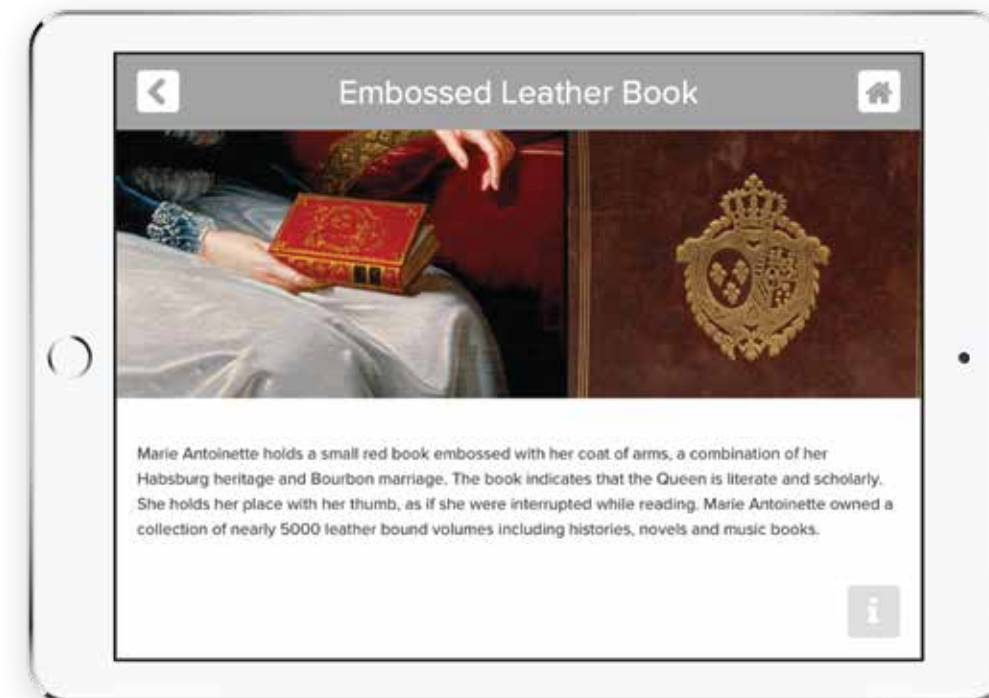 Embossed Leather Book
Marie Antoinette holds a small red book embossed with her coat of arms, a combination of her
Habsburg heritage and Bourbon marriage. The book indicates that the Queen is literate and scholarly.
She holds her place with her thumb, as if she were interrupted while reading. Marie Antoinette owned a
collection of nearly 5000 leather bound volumes including histories, novels and music books.
i